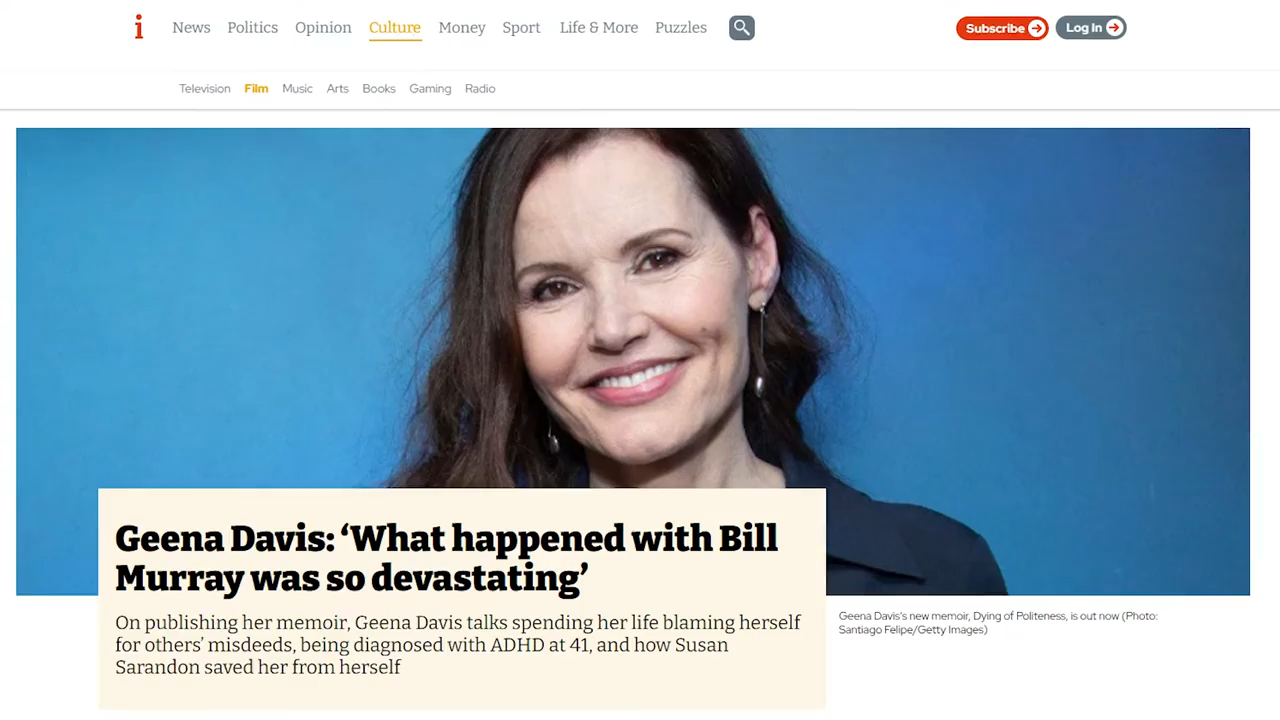 i
News Politics Opinion Culture Money Sport Life & More Puzzles
Subscribe Log In
Television Film Music Arts Books Gaming Radio
Geena Davis: ‘What happened with Bill
Murray was so devastating’
On publishing her memoir, Geena Davis talks spending her life blaming herself
for others’ misdeeds, being diagnosed with ADHD at 41, and how Susan
Sarandon saved her from herself
Geena Davis's new memoir, Dying of Politeness, is out now (Photo:
Santiago Felipe/Getty Images)